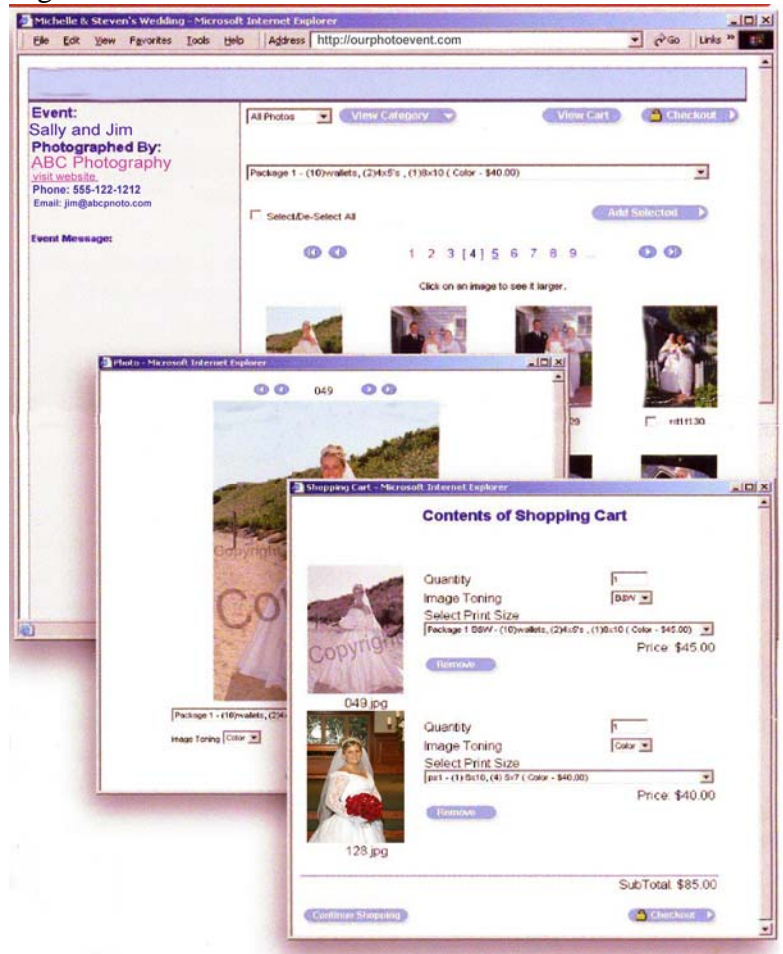 Michelle & Steven's Wedding - Microsoft Internet Explorer
File Edit View Favorites Tools Help Address http://ourphotoevent.com Go Links »
Event:
Sally and Jim
Photographed By:
ABC Photography
visit website.
Phone: 555-122-1212
Email: jim@abcpnoto.com
Event Message:
All Photos View Category View Cart Checkout
Package 1 - (10)wallets, (2)4x5's , (1)8x10 ( Color - $40.00)
Select/De-Select All Add Selected
1 2 3 [ 4 ] 5 6 7 8 9 ...
Click on an image to see it larger.
29
Photo - Microsoft Internet Explorer
049
Copyright
Package 1 - (10)wallets, (2)4
Image Toning Color
Shopping Cart - Microsoft Internet Explorer
Contents of Shopping Cart
Copyright
049.jpg
Quantity 1
Image Toning B&W
Select Print Size
Package 1 B&W - (10)wallets, (2)4x5's , (1)8x10 ( Color - $45.00)
Price: $45.00
Remove
128.jpg
Quantity 1
Image Toning Color
Select Print Size
Price: $40.00
Remove
SubTotal: $85.00
Continue Shopping Checkout